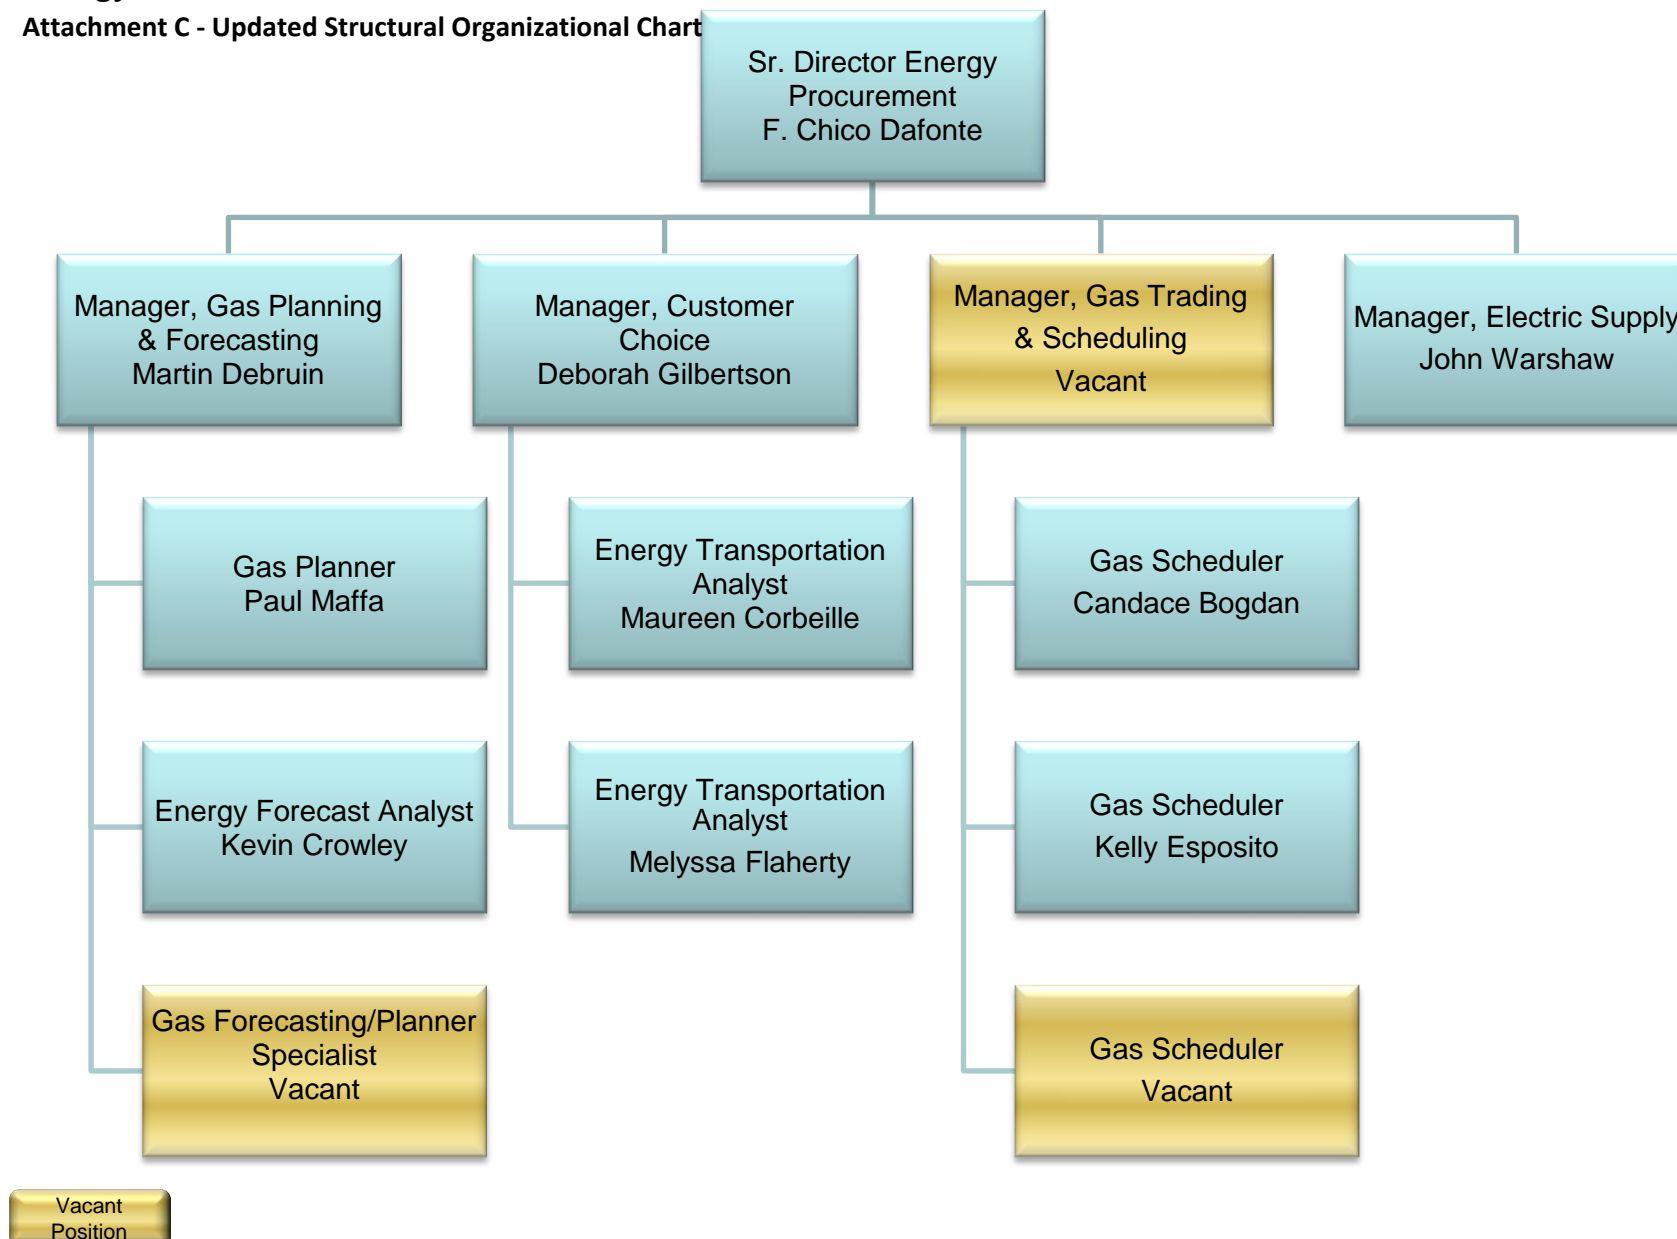 Attachment C - Updated Structural Organizational Chart
Sr. Director Energy
Procurement
F. Chico Dafonte
Manager, Gas Planning
& Forecasting
Martin Debruin
Manager, Customer
Choice
Deborah Gilbertson
Manager, Gas Trading
& Scheduling
Vacant
Manager, Electric Supply
John Warshaw
Gas Planner
Paul Maffa
Energy Transportation
Analyst
Maureen Corbeille
Gas Scheduler
Candace Bogdan
Energy Forecast Analyst
Kevin Crowley
Energy Transportation
Analyst
Melyssa Flaherty
Gas Scheduler
Kelly Esposito
Gas Forecasting/Planner
Specialist
Vacant
Gas Scheduler
Vacant
Vacant
Position